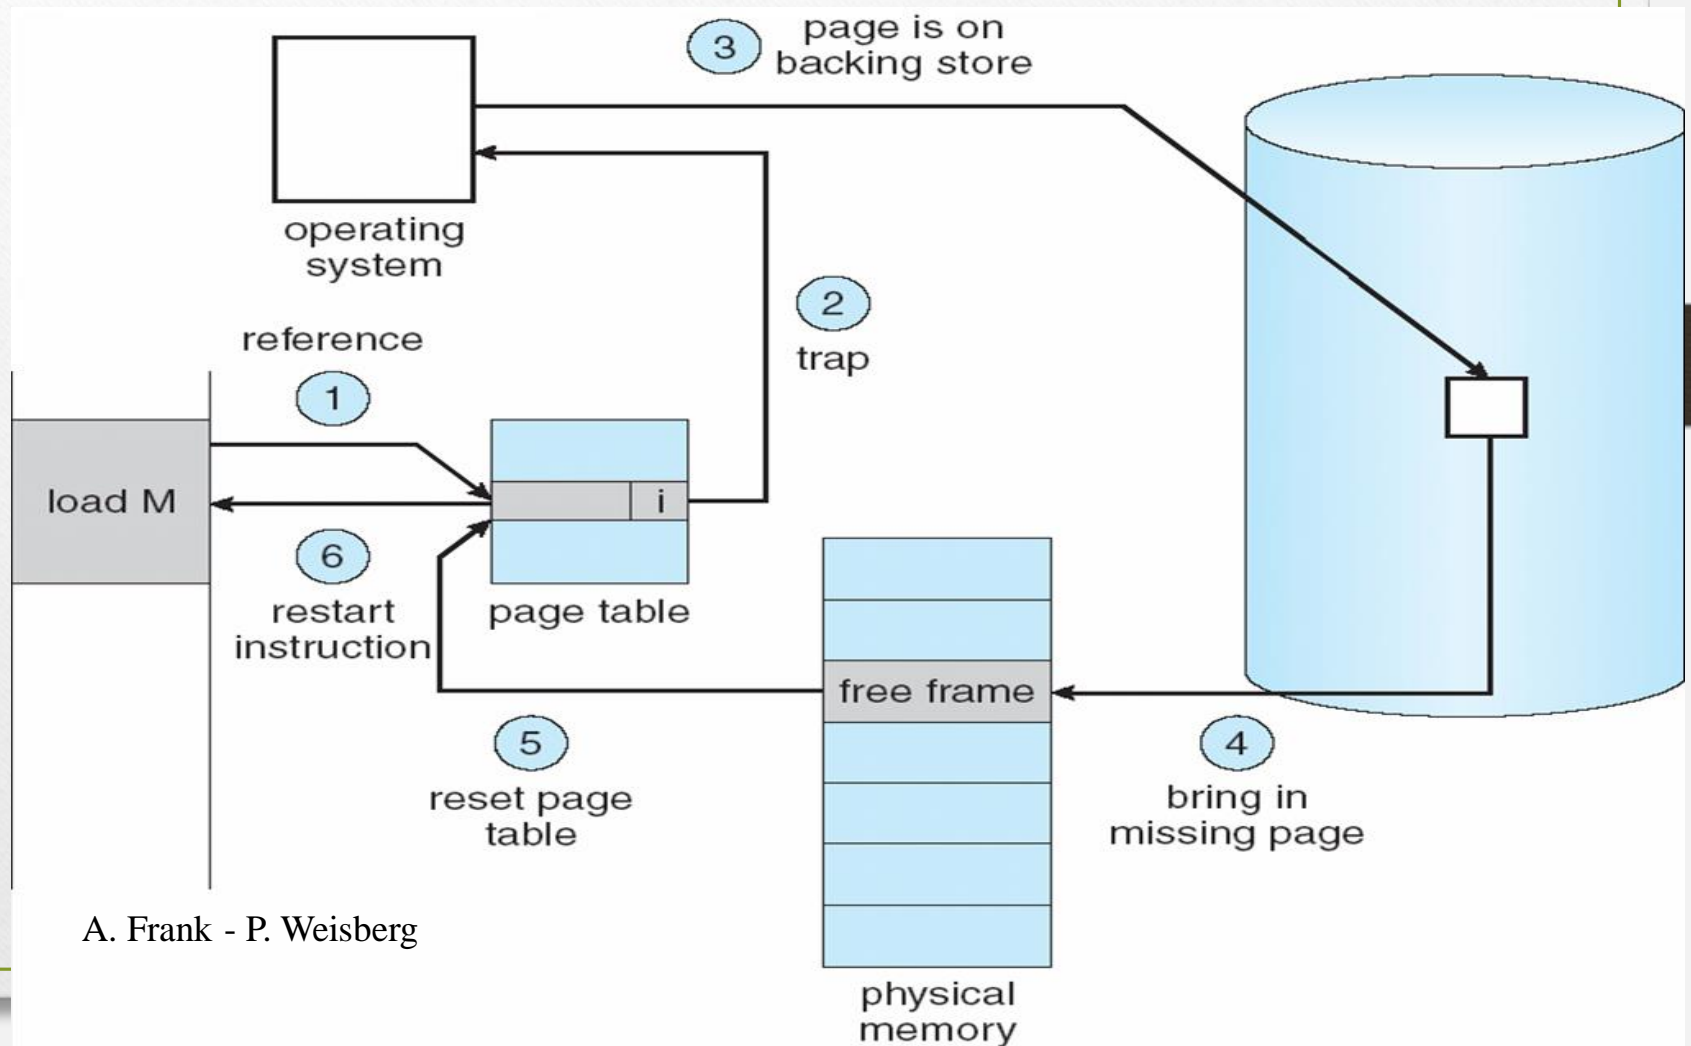 3
page is on
backing store
operating
system
2
trap
reference
1
load M
i
6
restart
instruction
page table
free frame
5
reset page
table
4
bring in
missing page
A. Frank - P. Weisberg
physical
memory